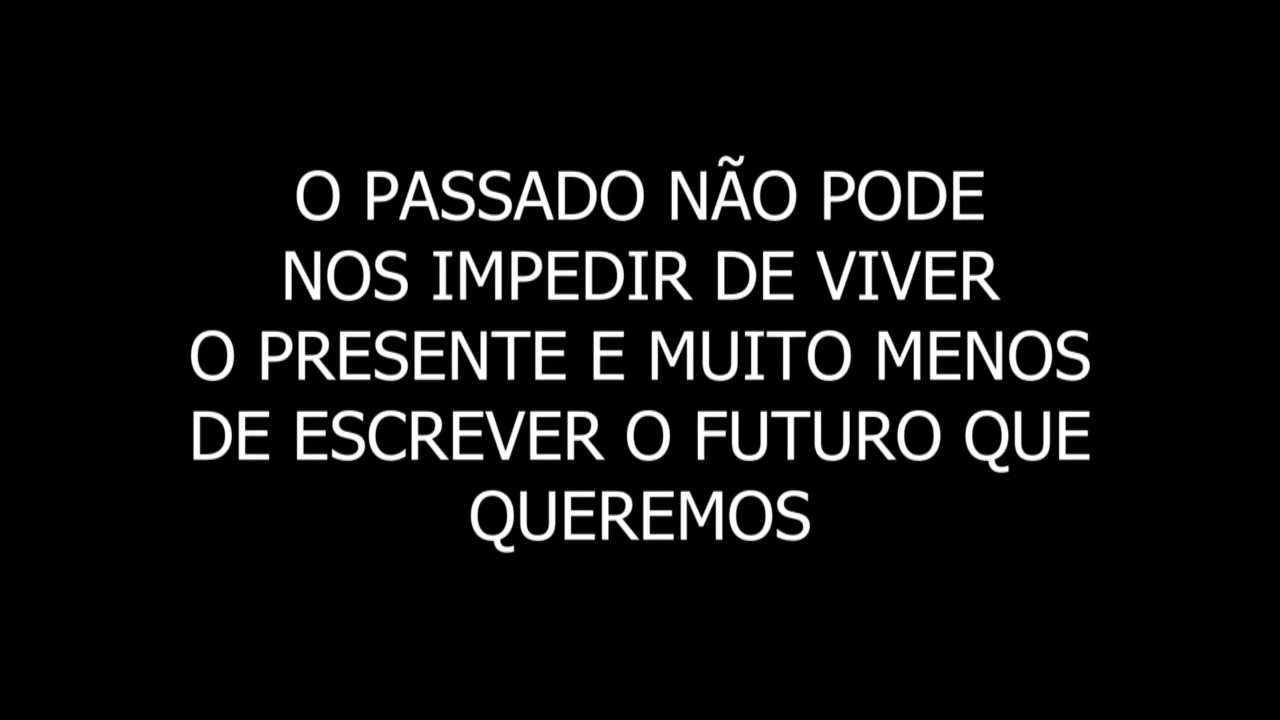 O PASSADO NÃO PODE
NOS IMPEDIR DE VIVER
O PRESENTE E MUITO MENOS
DE ESCREVER O FUTURO QUE
QUEREMOS